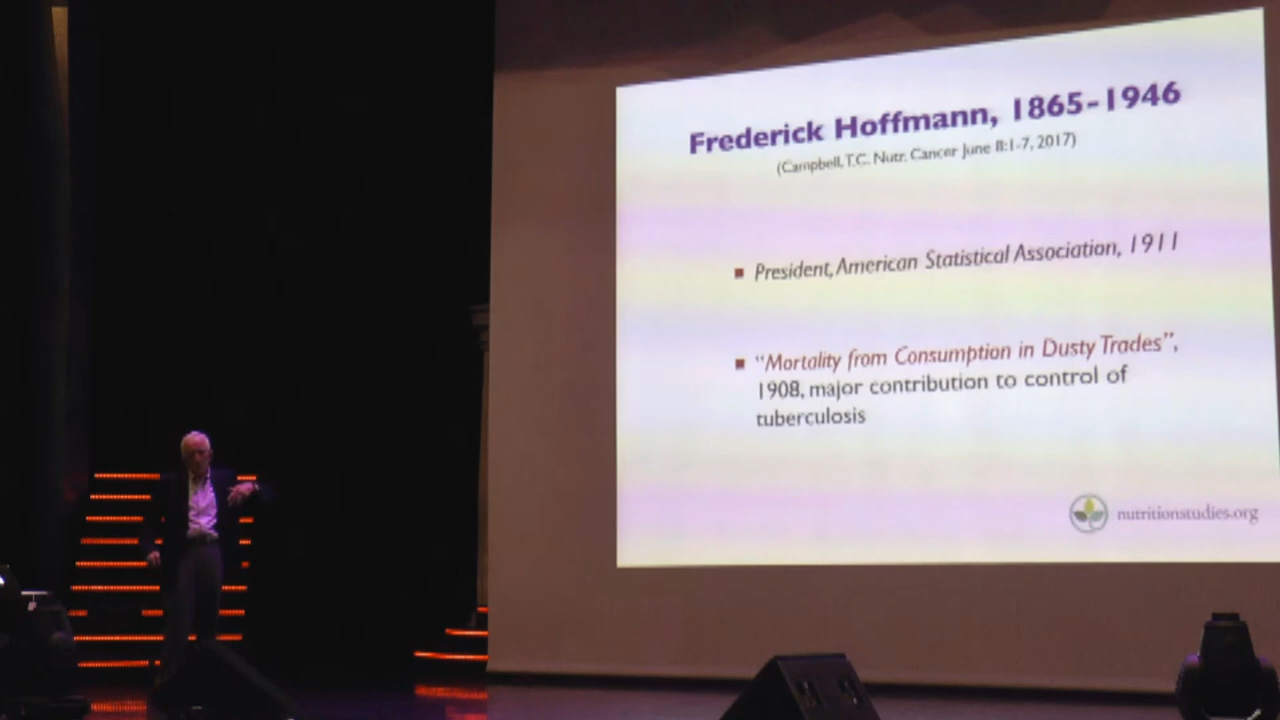 Frederick Hoffmann, 1865-1946
(Campbell, T.C. Nutr. Cancer June 8:1-7, 2017)
▪ President, American Statistical Association, 1911
▪ “Mortality from Consumption in Dusty Trades”,
1908, major contribution to control of
tuberculosis
nutritionstudies.org